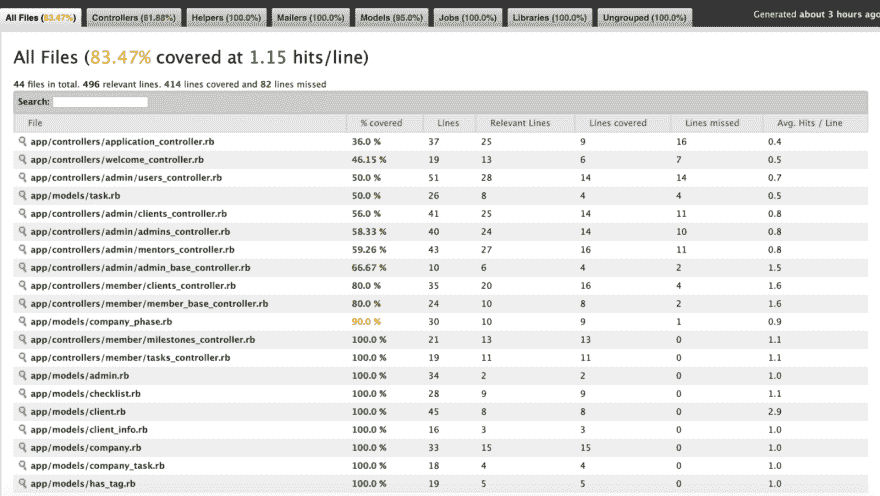 All Files (83.47%) Controllers (61.88%) Helpers (100.0%) Mailers (100.0%) Models (95.0%) Jobs (100.0%) Libraries (100.0%) Ungrouped (100.0%) Generated about 3 hours ago
All Files (83.47% covered at 1.15 hits/line)
44 files in total. 496 relevant lines. 414 lines covered and 82 lines missed
Search:
File % covered Lines Relevant Lines Lines covered Lines missed Avg. Hits / Line
app/controllers/application_controller.rb 36.0 % 37 25 9 16 0.4
app/controllers/welcome_controller.rb 46.15 % 19 13 6 7 0.5
app/controllers/admin/users_controller.rb 50.0 % 51 28 14 14 0.7
app/models/task.rb 50.0 % 26 8 4 4 0.5
app/controllers/admin/clients_controller.rb 56.0 % 41 25 14 11 0.8
app/controllers/admin/admins_controller.rb 58.33 % 40 24 14 10 0.8
app/controllers/admin/mentors_controller.rb 59.26 % 43 27 16 11 0.8
app/controllers/admin/admin_base_controller.rb 66.67 % 10 6 4 2 1.5
app/controllers/member/clients_controller.rb 80.0 % 35 20 16 4 1.6
app/controllers/member/member_base_controller.rb 80.0 % 24 10 8 2 1.6
app/models/company_phase.rb 90.0 % 30 10 9 1 0.9
app/controllers/member/milestones_controller.rb 100.0 % 21 13 13 0 1.1
app/controllers/member/tasks_controller.rb 100.0 % 19 11 11 0 1.1
app/models/admin.rb 100.0 % 34 2 2 0 1.0
app/models/checklist.rb 100.0 % 28 9 9 0 1.1
app/models/client.rb 100.0 % 45 8 8 0 2.9
app/models/client_info.rb 100.0 % 16 3 3 0 1.0
app/models/company.rb 100.0 % 33 15 15 0 1.0
app/models/company_task.rb 100.0 % 18 4 4 0 1.0
app/models/has_tag.rb 100.0 % 19 5 5 0 1.0